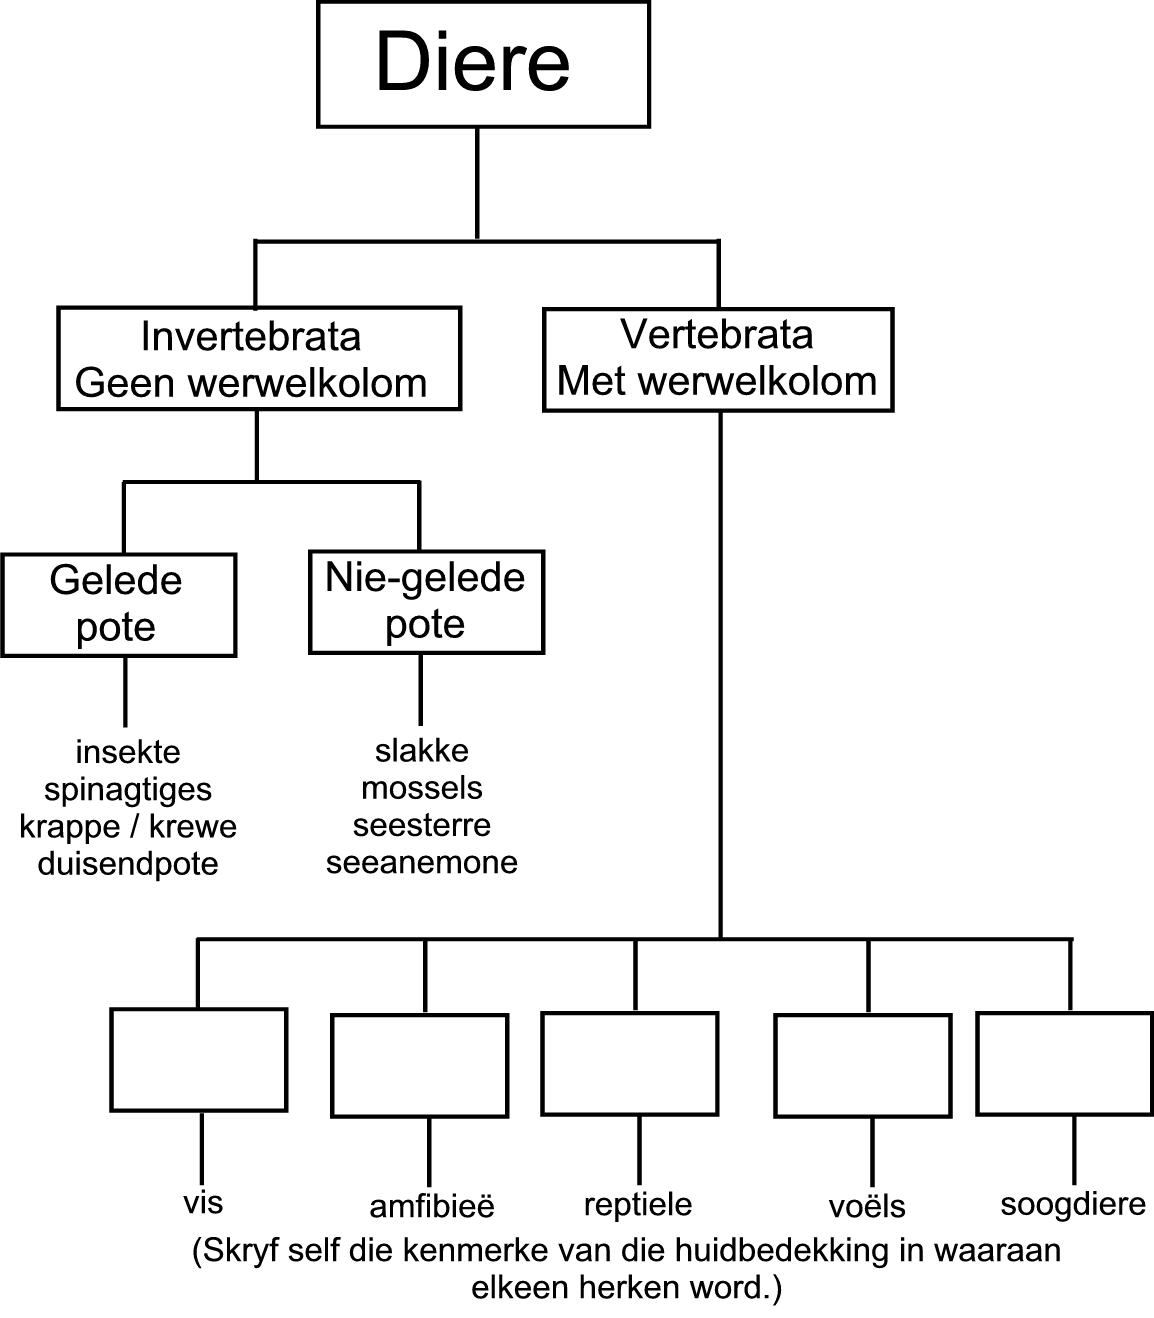 Diere
Invertebrata
Geen werwelkolom
Vertebrata
Met werwelkolom
Gelede
pote
Nie-gelede
pote
insekte
spinagtiges
krappe / krewe
duisendpote
slakke
mossels
seesterre
seeanemone
vis
amfibieë
reptiele
voëls
soogdiere
(Skryf self die kenmerke van die huidbedekking in waaraan
elkeen herken word.)